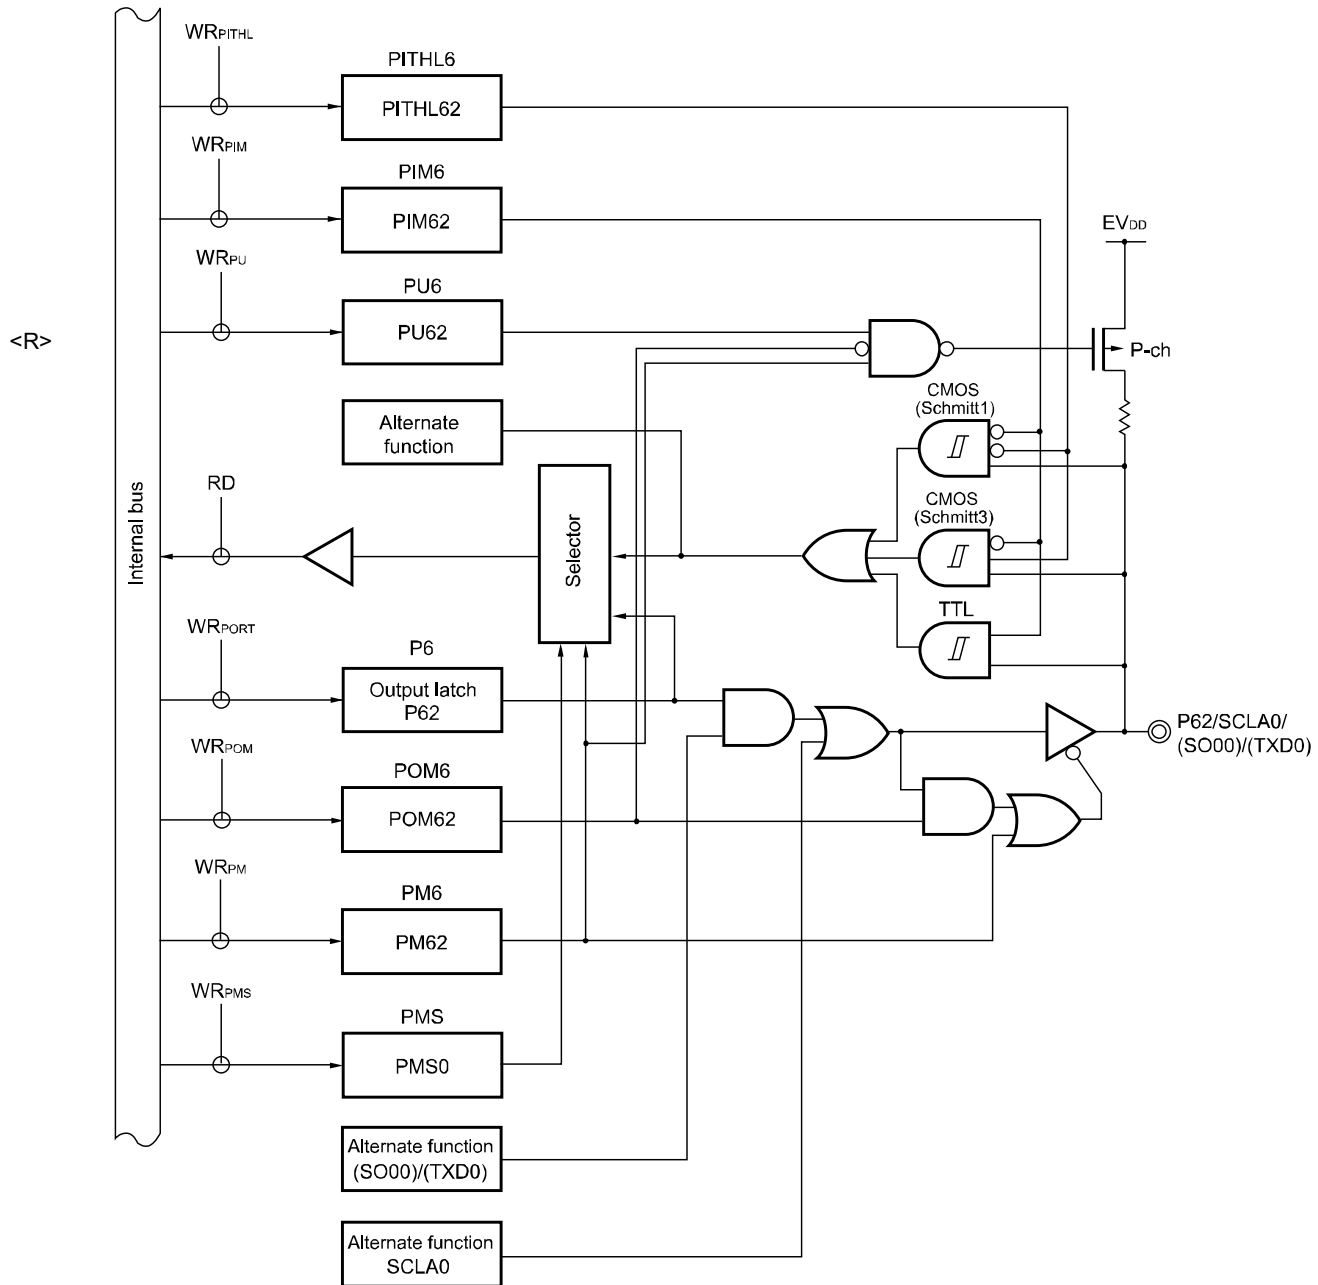 WRPITHL
PITHL6
PITHL62
WRPIM
PIM6
PIM62
EVDD
WRPU
PU6
PU62
<R>
P-ch
CMOS
(Schmitt1)
Alternate
function
RD
CMOS
(Schmitt3)
Internal bus
Selector
TTL
WRPORT
P6
Output latch
P62
P62/SCLA0/
(SO00)/(TXD0)
WRPOM
POM6
POM62
WRPM
PM6
PM62
WRPMS
PMS
PMS0
Alternate function
(SO00)/(TXD0)
Alternate function
SCLA0